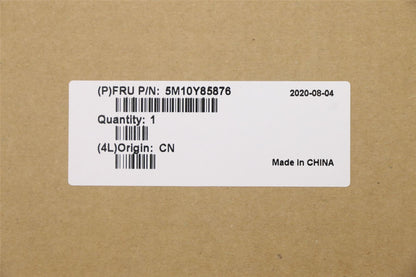 (P)FRU P/N: 5M10Y85876
2020-08-04
Quantity: 1
(4L)Origin: CN
Made in CHINA